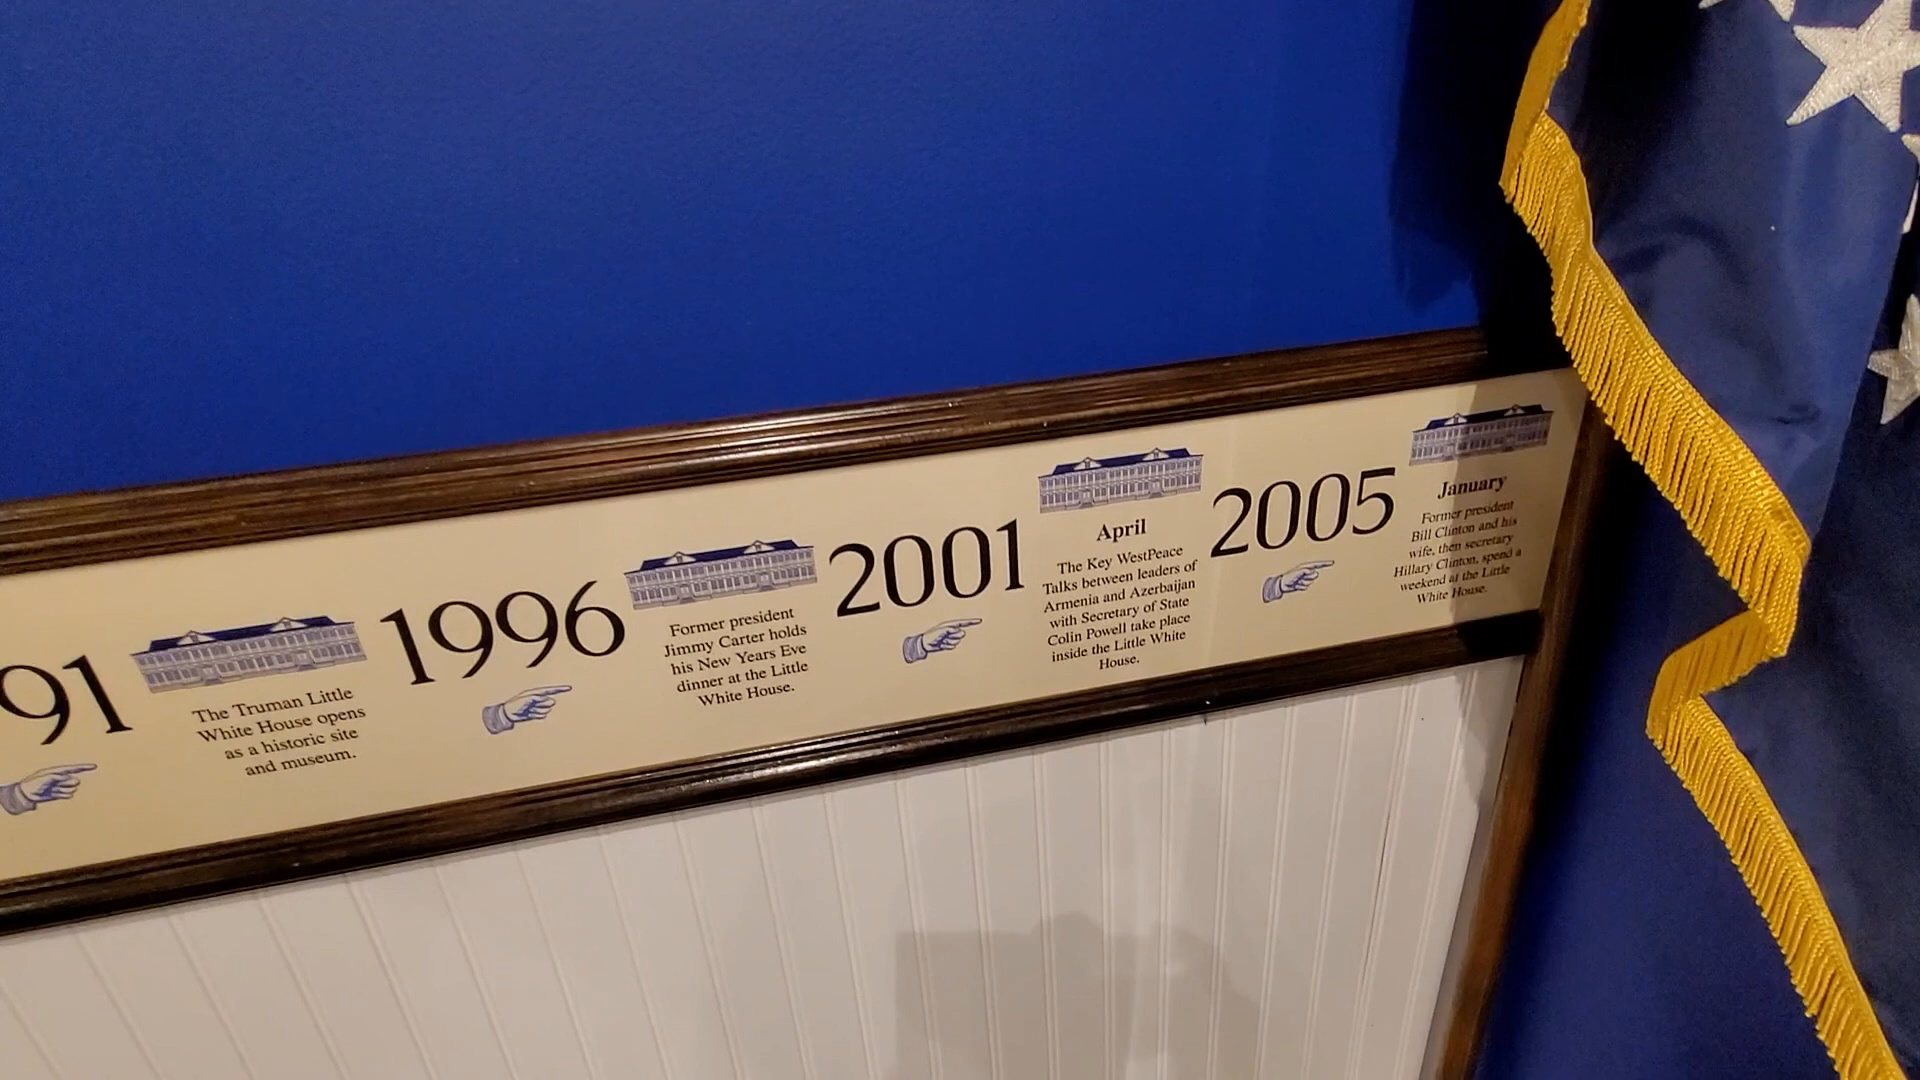 91
The Truman Little
White House opens
as a historic site
and museum.
1996
Former president
Jimmy Carter holds
his New Years Eve
dinner at the Little
White House.
2001
April
The Key WestPeace
Talks between leaders of
Armenia and Azerbaijan
with Secretary of State
Colin Powell take place
inside the Little White
House.
2005
January
Former president
Bill Clinton and his
wife, then secretary
Hillary Clinton, spend a
weekend at the Little
White House.